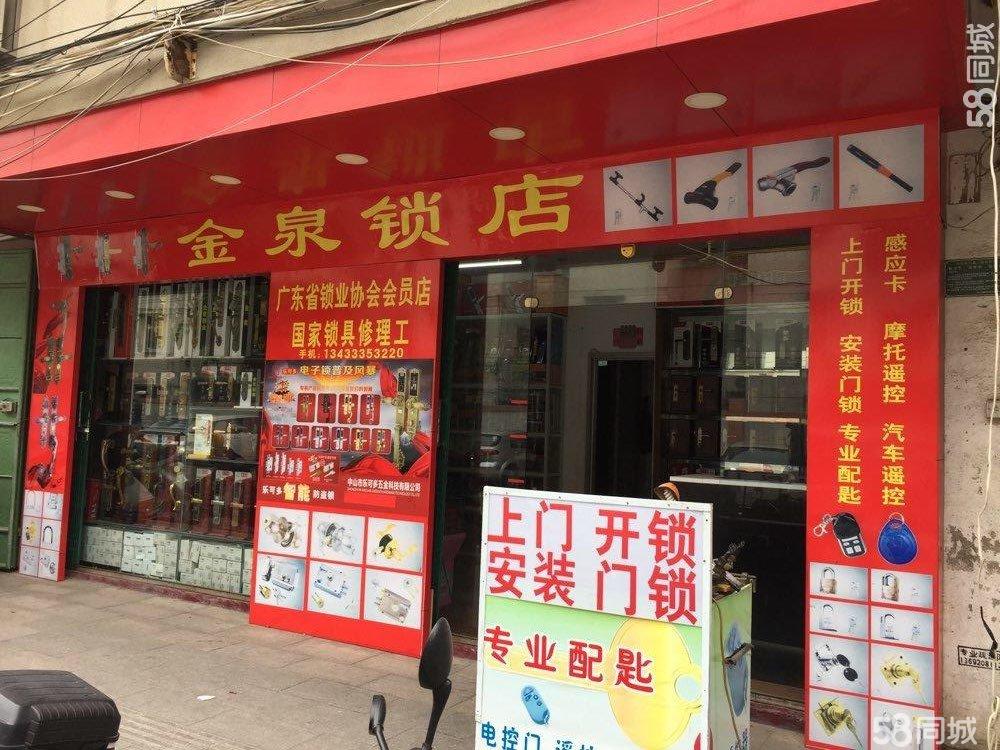 58同城
金泉锁店
广东省锁业协会会员店
国家锁具修理工
手机:13433353220
乐可多
电子锁普及风暴
乐可多智能防盗锁
中山市乐可多五金科技有限公司
感应卡 摩托遥控 汽车遥控
上门开锁 安装门锁 专业配匙
上门 开锁
安装 门锁
专业配匙
电控门
58同城